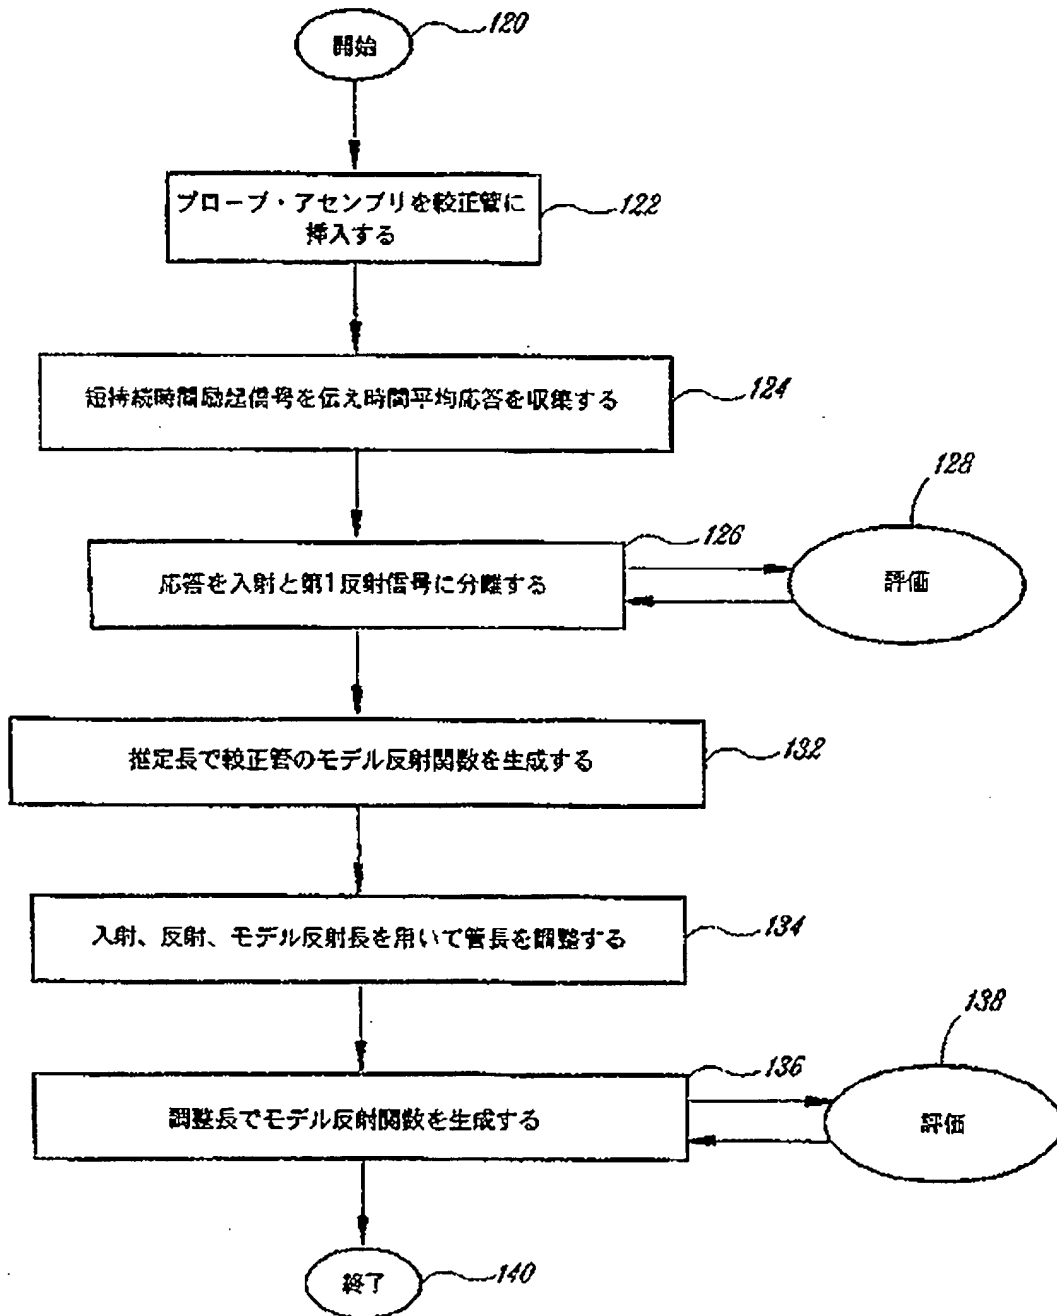 開始
120
プローブ・アセンブリを較正管に
挿入する
122
短持続時間励起信号を伝え時間平均応答を収集する
124
応答を入射と第1反射信号に分離する
126
評価
128
推定長で較正管のモデル反射関数を生成する
132
入射、反射、モデル反射長を用いて管長を調整する
134
調整長でモデル反射関数を生成する
136
評価
138
終了
140